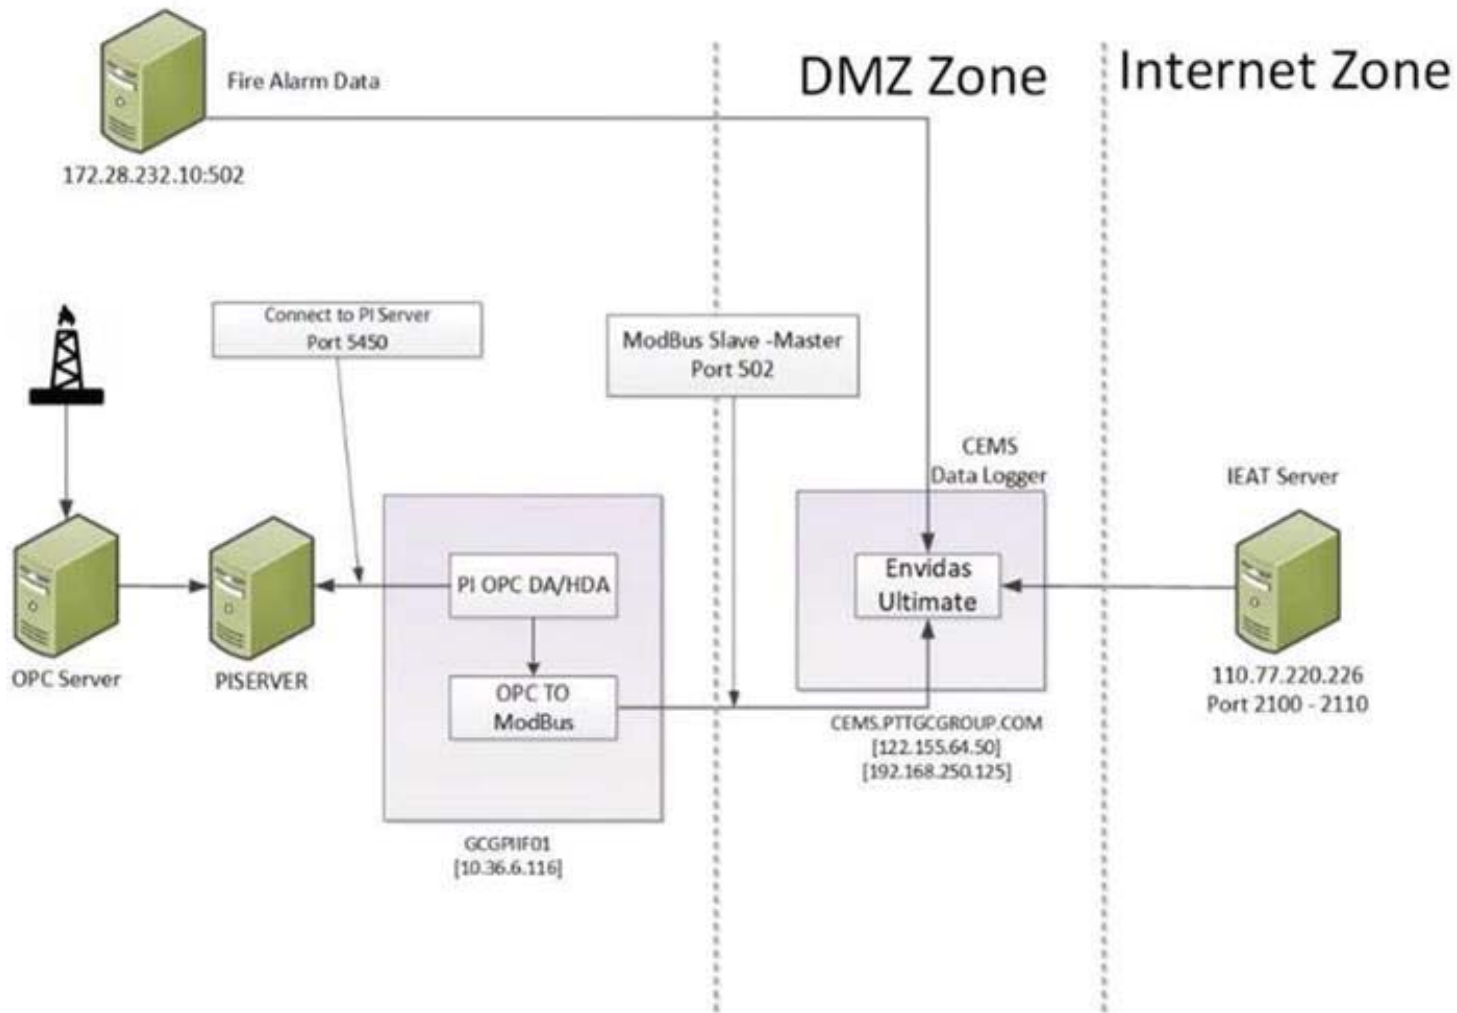 DMZ Zone
Internet Zone
Fire Alarm Data
172.28.232.10:502
Connect to PI Server
Port 5450
ModBus Slave -Master
Port 502
CEMS
Data Logger
IEAT Server
PI OPC DA/HDA
Envidas
Ultimate
OPC Server
PISERVER
OPC TO
ModBus
110.77.220.226
Port 2100 - 2110
CEMS.PTTGCGROUP.COM
[122.155.64.50]
[192.168.250.125]
GCGPIIF01
[10.36.6.116]